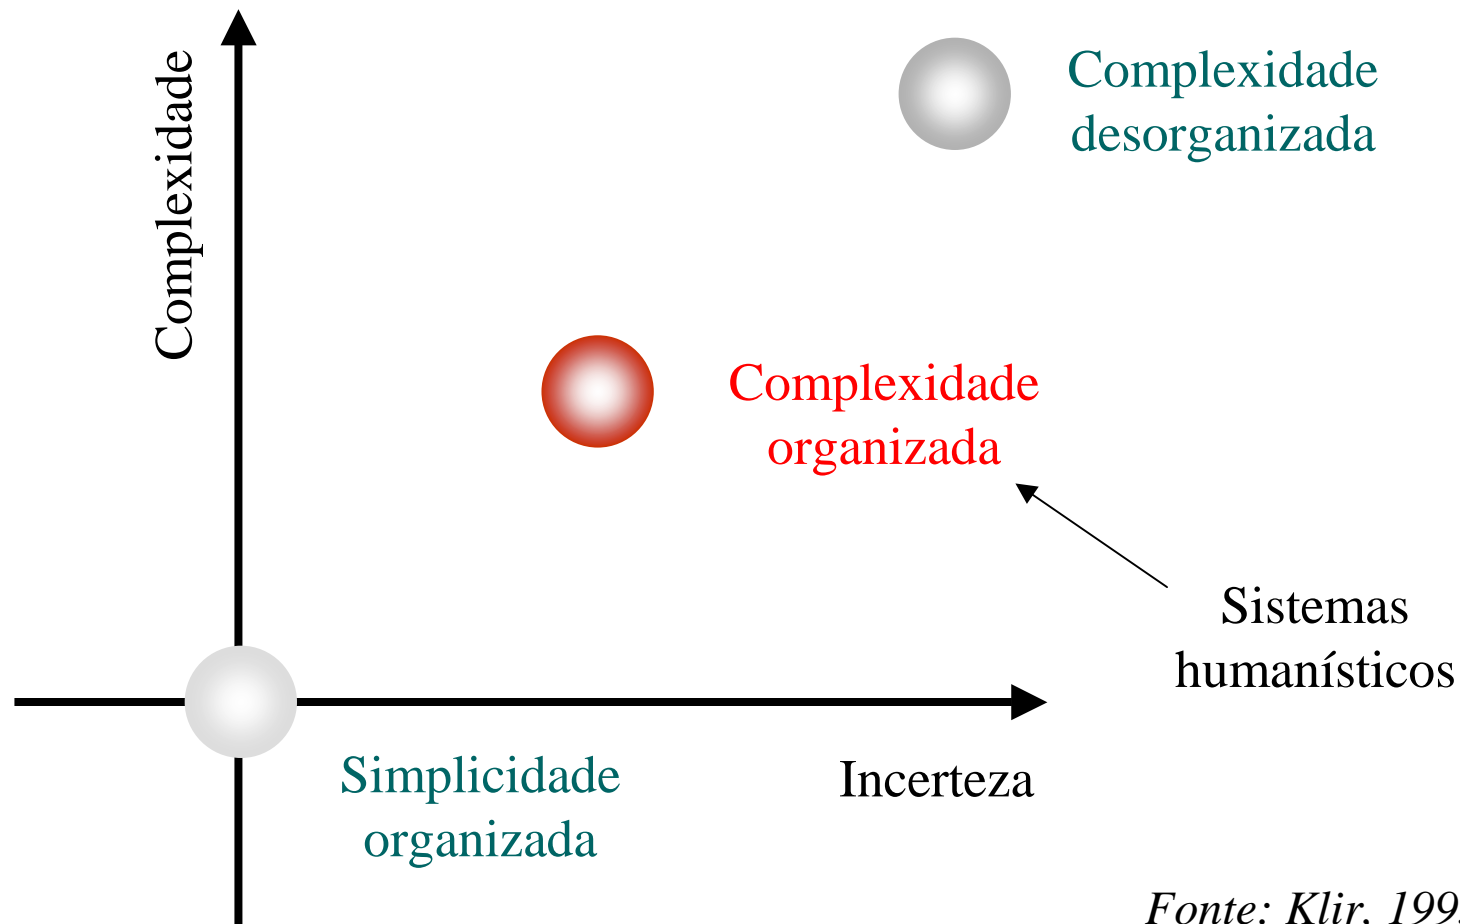 Complexidade
Complexidade
desorganizada
Complexidade
organizada
Sistemas
humanísticos
Simplicidade
organizada
Incerteza
Fonte: Klir,